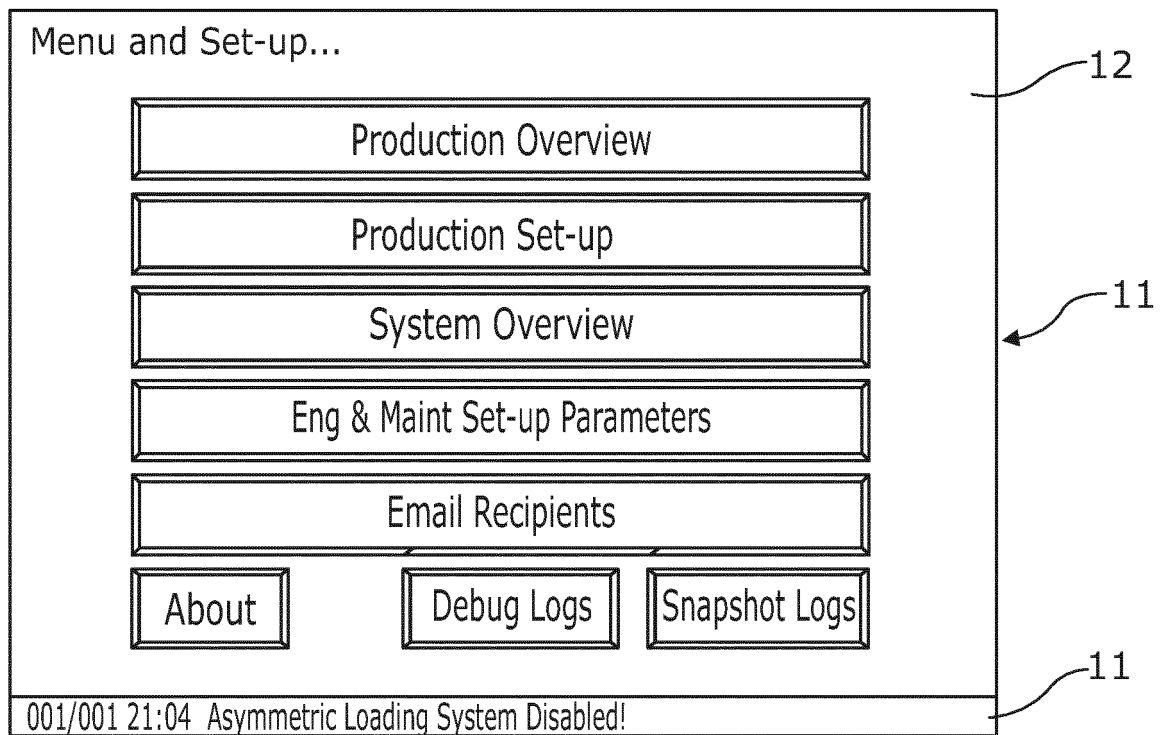 Menu and Set-up...
12
Production Overview
Production Set-up
11
System Overview
Eng & Maint Set-up Parameters
Email Recipients
About Debug Logs Snapshot Logs
11
001/001 21:04 Asymmetric Loading System Disabled!